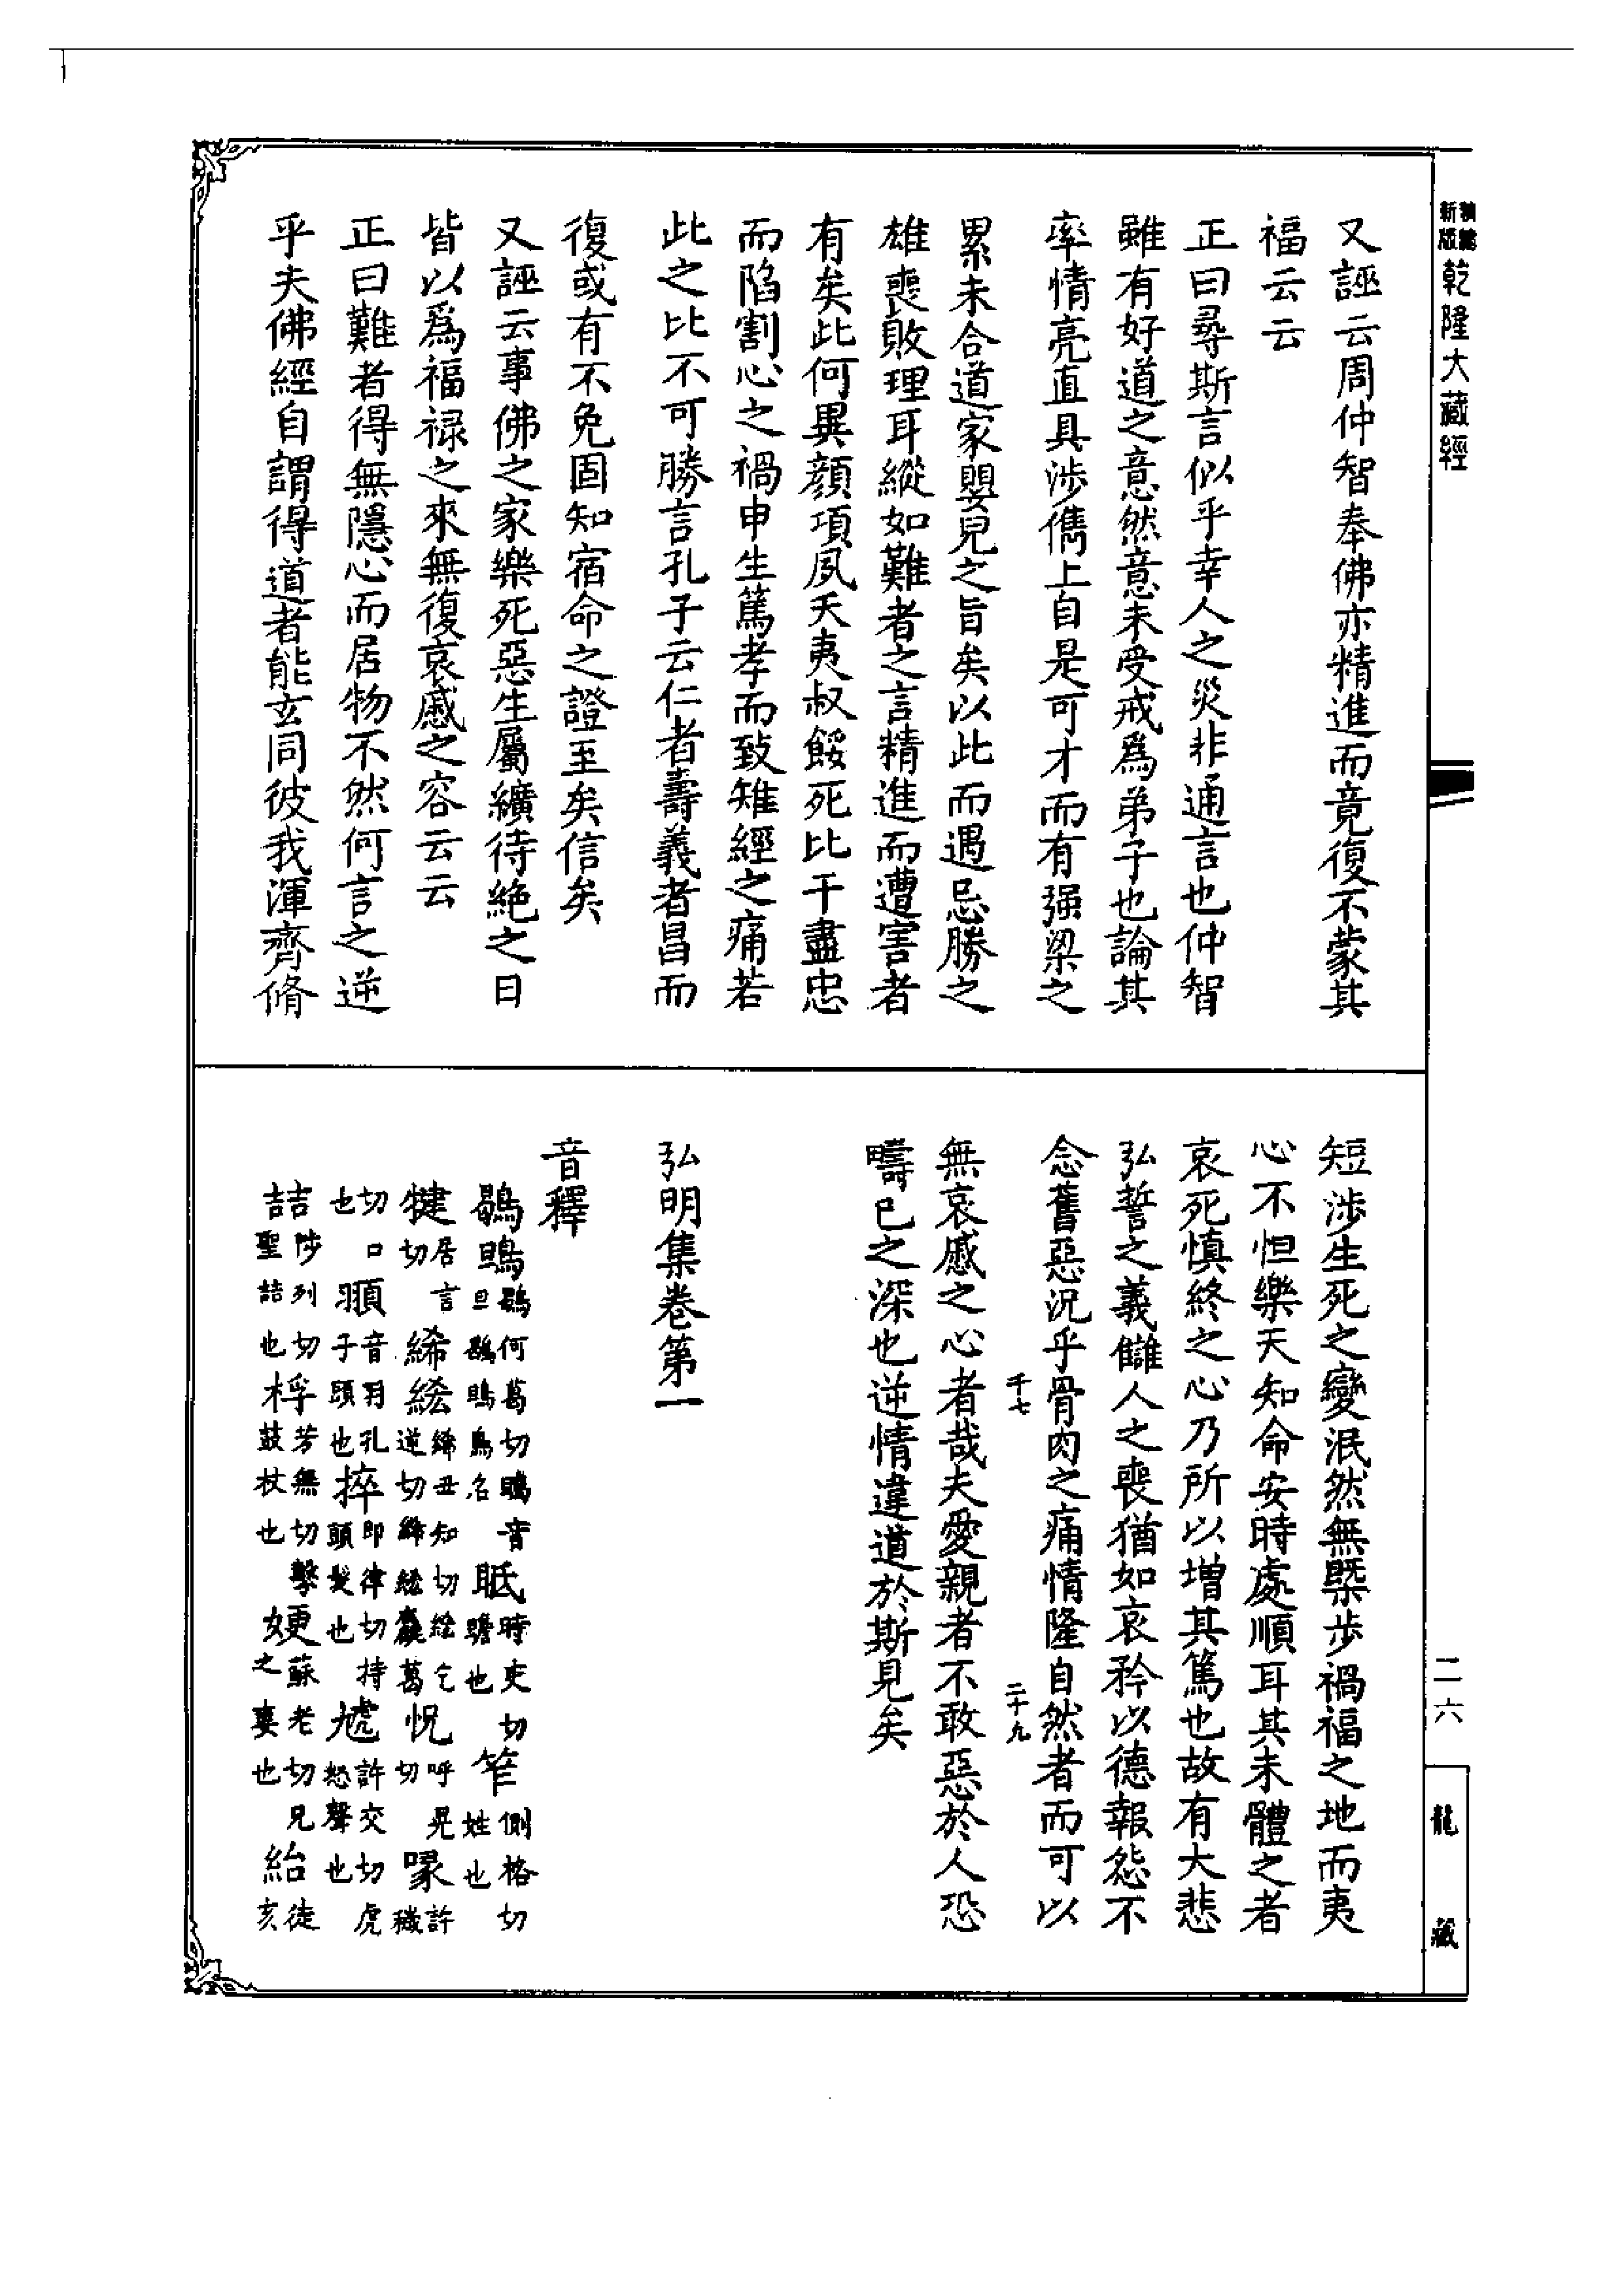 新版
乾隆大藏經
又誣云周仲智奉佛亦精進而竟復不蒙其
福云云
正曰尋斯言似乎幸人之災非通言也仲智
雖有好道之意然意未受戒爲弟子也論其
率情亮直具涉儁上自是可才而有强梁之
累未合道家嬰兒之旨矣以此而遇忌勝之
雄喪敗理耳縱如難者之言精進而遭害者
有矣此何異顏項夙夭夷叔餒死比干盡忠
而陷割心之禍申生篤孝而致雉經之痛若
此之比不可勝言孔子云仁者壽義者昌而
復或有不免固知宿命之證至矣信矣
又誣云事佛之家樂死惡生屬纊待絶之日
皆以爲福禄之來無復哀慼之容云云
正曰難者得無隱心而居物不然何言之逆
乎夫佛經自謂得道者能玄同彼我渾齊脩
短涉生死之變泯然無槩步禍福之地而夷
心不怛樂天知命安時處順耳其未體之者
哀死慎終之心乃所以增其篤也故有大悲
弘誓之義讎人之喪猶如哀矜以德報怨不
念舊惡況乎骨肉之痛情隆自然者而可以
千七
二十九
無哀慼之心者哉夫愛親者不敢惡於人恐
疇已之深也逆情違道於斯見矣
弘明集卷第一
音釋
鶡鴠鶡何葛切鴠音旦鶡鴠鳥名 眂時吏切瞻也 笮側格切姓也
犍居言切 絺綌絺丑知切綌乞逆切絺綌麤葛 怳呼晃切 喙許穢
切口也 䪲音羽孔子頭也 捽即律切持頭髮也 虓許交切虎怒聲也
喆陟列切聖喆也 桴芳無切擊鼓杖也 㛐蘇老切兄之妻也 紿徒亥
二六
龍藏